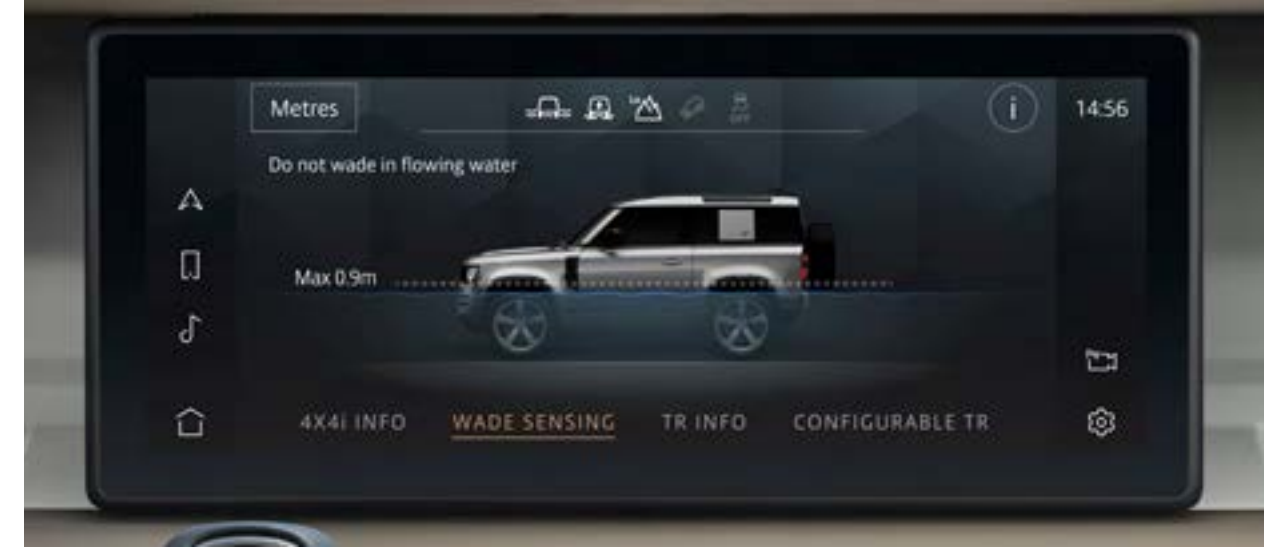 Metres
14:56
Do not wade in flowing water
Max 0.9m
4X4i INFO
WADE SENSING
TR INFO
CONFIGURABLE TR